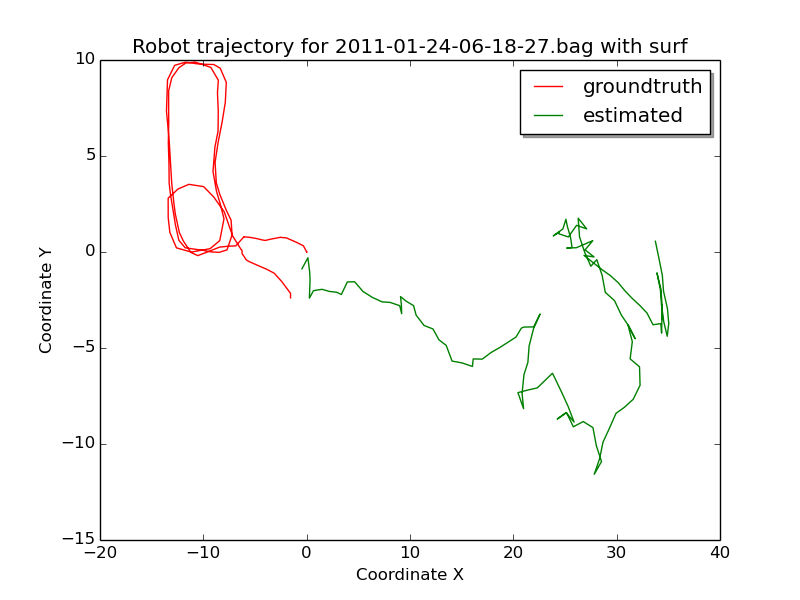 Robot trajectory for 2011-01-24-06-18-27.bag with surf
groundtruth
estimated
Coordinate Y
10
5
0
−5
−10
−15
−20
−10
0
10
20
30
40
Coordinate X